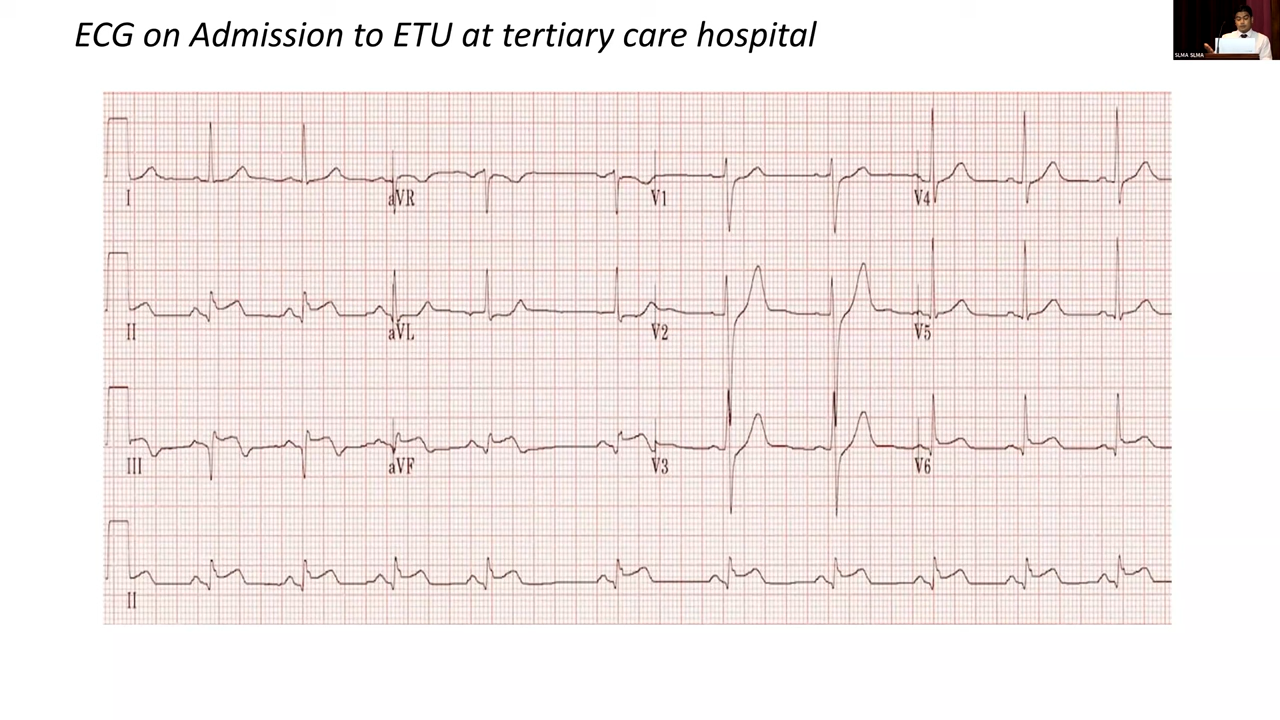 ECG on Admission to ETU at tertiary care hospital
SLMA SLMA
I aVR V1 V4
II aVL V2 V5
III aVF V3 V6
II